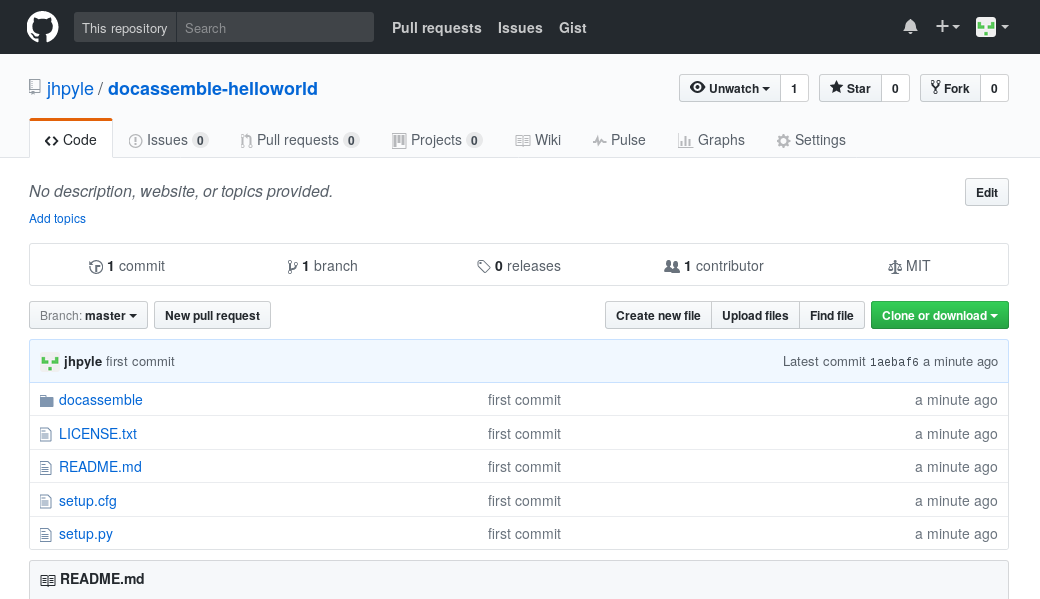 This repository Search Pull requests Issues Gist
jhpyle / docassemble-helloworld Unwatch 1 Star 0 Fork 0
Code Issues 0 Pull requests 0 Projects 0 Wiki Pulse Graphs Settings
No description, website, or topics provided. Edit
Add topics
1 commit 1 branch 0 releases 1 contributor MIT
Branch: master New pull request Create new file Upload files Find file Clone or download
jhpyle first commit Latest commit 1aebaf6 a minute ago
docassemble first commit a minute ago
LICENSE.txt first commit a minute ago
README.md first commit a minute ago
setup.cfg first commit a minute ago
setup.py first commit a minute ago
README.md